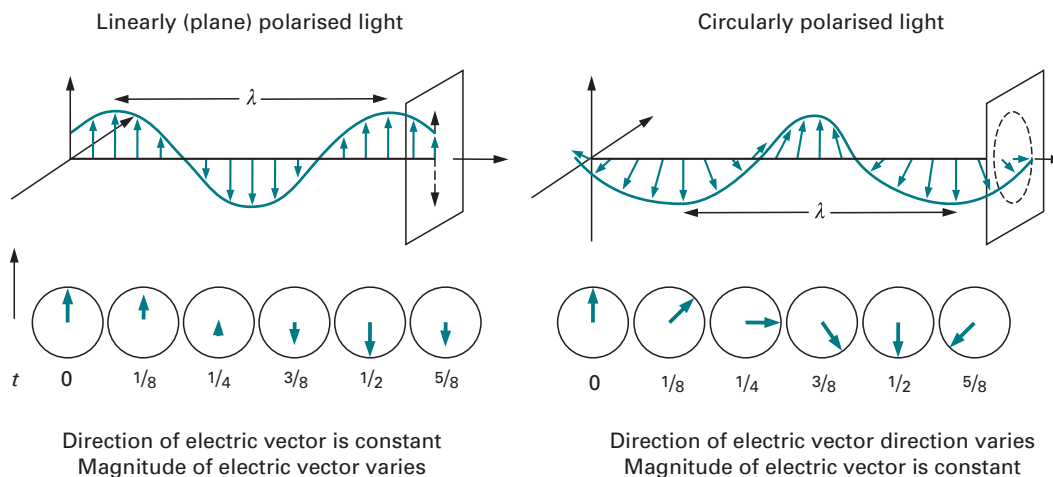 Linearly (plane) polarised light
Circularly polarised light
λ
λ
t 0 1/8 1/4 3/8 1/2 5/8
0 1/8 1/4 3/8 1/2 5/8
Direction of electric vector is constant
Magnitude of electric vector varies
Direction of electric vector direction varies
Magnitude of electric vector is constant